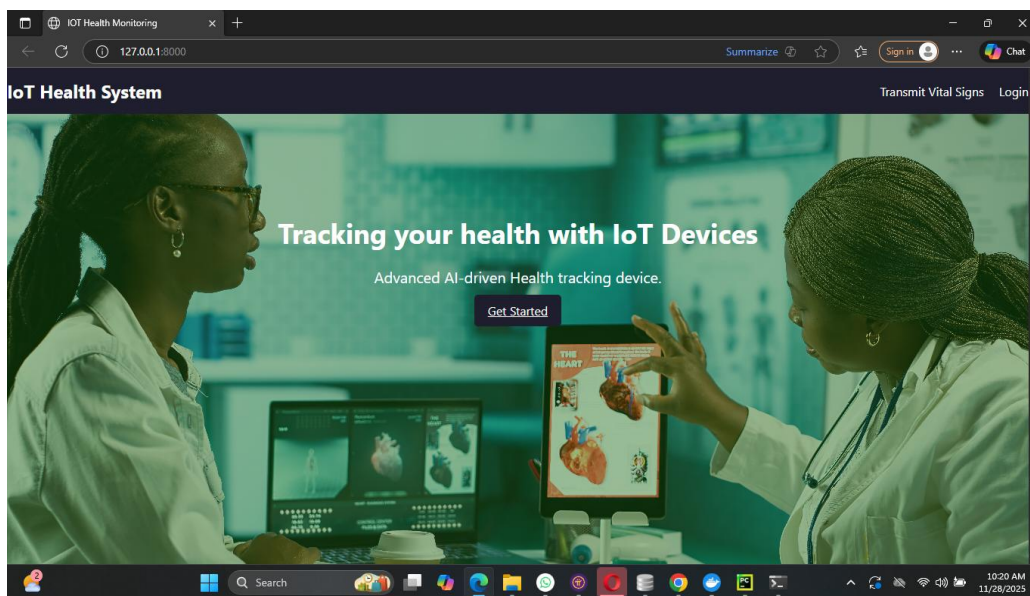 IOT Health Monitoring
127.0.0.1:8000
Summarize
Sign in
Chat
IoT Health System
Transmit Vital Signs
Login
Tracking your health with IoT Devices
Advanced AI-driven Health tracking device.
Get Started
THE
HEART
2
Search
PC
10:20 AM
11/28/2025